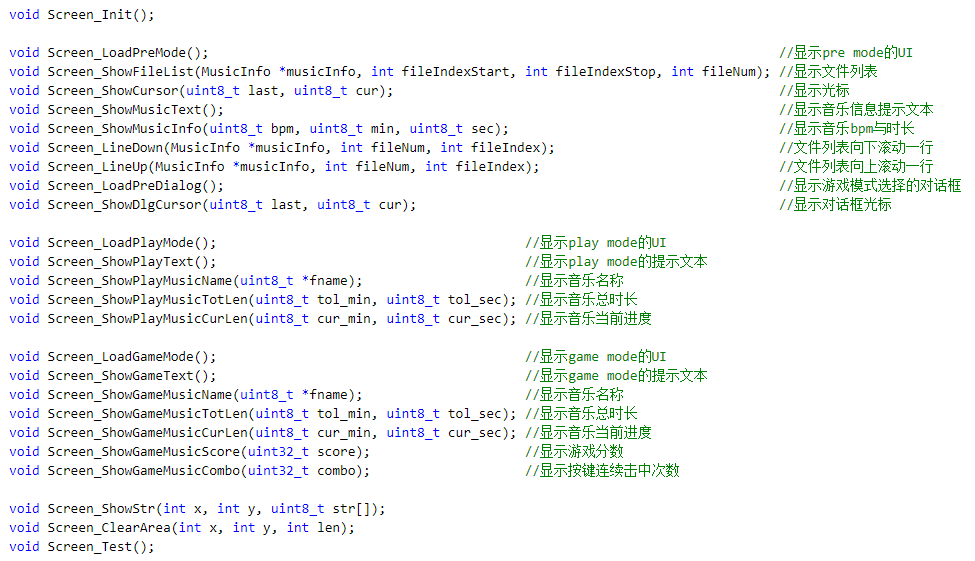 void Screen_Init();
void Screen_LoadPreMode(); //显示pre mode的UI
void Screen_ShowFileList(MusicInfo *musicInfo, int fileIndexStart, int fileIndexStop, int fileNum); //显示文件列表
void Screen_ShowCursor(uint8_t last, uint8_t cur); //显示光标
void Screen_ShowMusicText(); //显示音乐信息提示文本
void Screen_ShowMusicInfo(uint8_t bpm, uint8_t min, uint8_t sec); //显示音乐bpm与时长
void Screen_LineDown(MusicInfo *musicInfo, int fileNum, int fileIndex); //文件列表向下滚动一行
void Screen_LineUp(MusicInfo *musicInfo, int fileNum, int fileIndex); //文件列表向上滚动一行
void Screen_LoadPreDialog(); //显示游戏模式选择的对话框
void Screen_ShowDlgCursor(uint8_t last, uint8_t cur); //显示对话框光标
void Screen_LoadPlayMode(); //显示play mode的UI
void Screen_ShowPlayText(); //显示play mode的提示文本
void Screen_ShowPlayMusicName(uint8_t *fname); //显示音乐名称
void Screen_ShowPlayMusicTotLen(uint8_t tol_min, uint8_t tol_sec); //显示音乐总时长
void Screen_ShowPlayMusicCurLen(uint8_t cur_min, uint8_t cur_sec); //显示音乐当前进度
void Screen_LoadGameMode(); //显示game mode的UI
void Screen_ShowGameText(); //显示game mode的提示文本
void Screen_ShowGameMusicName(uint8_t *fname); //显示音乐名称
void Screen_ShowGameMusicTotLen(uint8_t tol_min, uint8_t tol_sec); //显示音乐总时长
void Screen_ShowGameMusicCurLen(uint8_t cur_min, uint8_t cur_sec); //显示音乐当前进度
void Screen_ShowGameMusicScore(uint32_t score); //显示游戏分数
void Screen_ShowGameMusicCombo(uint32_t combo); //显示按键连续击中次数
void Screen_ShowStr(int x, int y, uint8_t str[]);
void Screen_ClearArea(int x, int y, int len);
void Screen_Test();